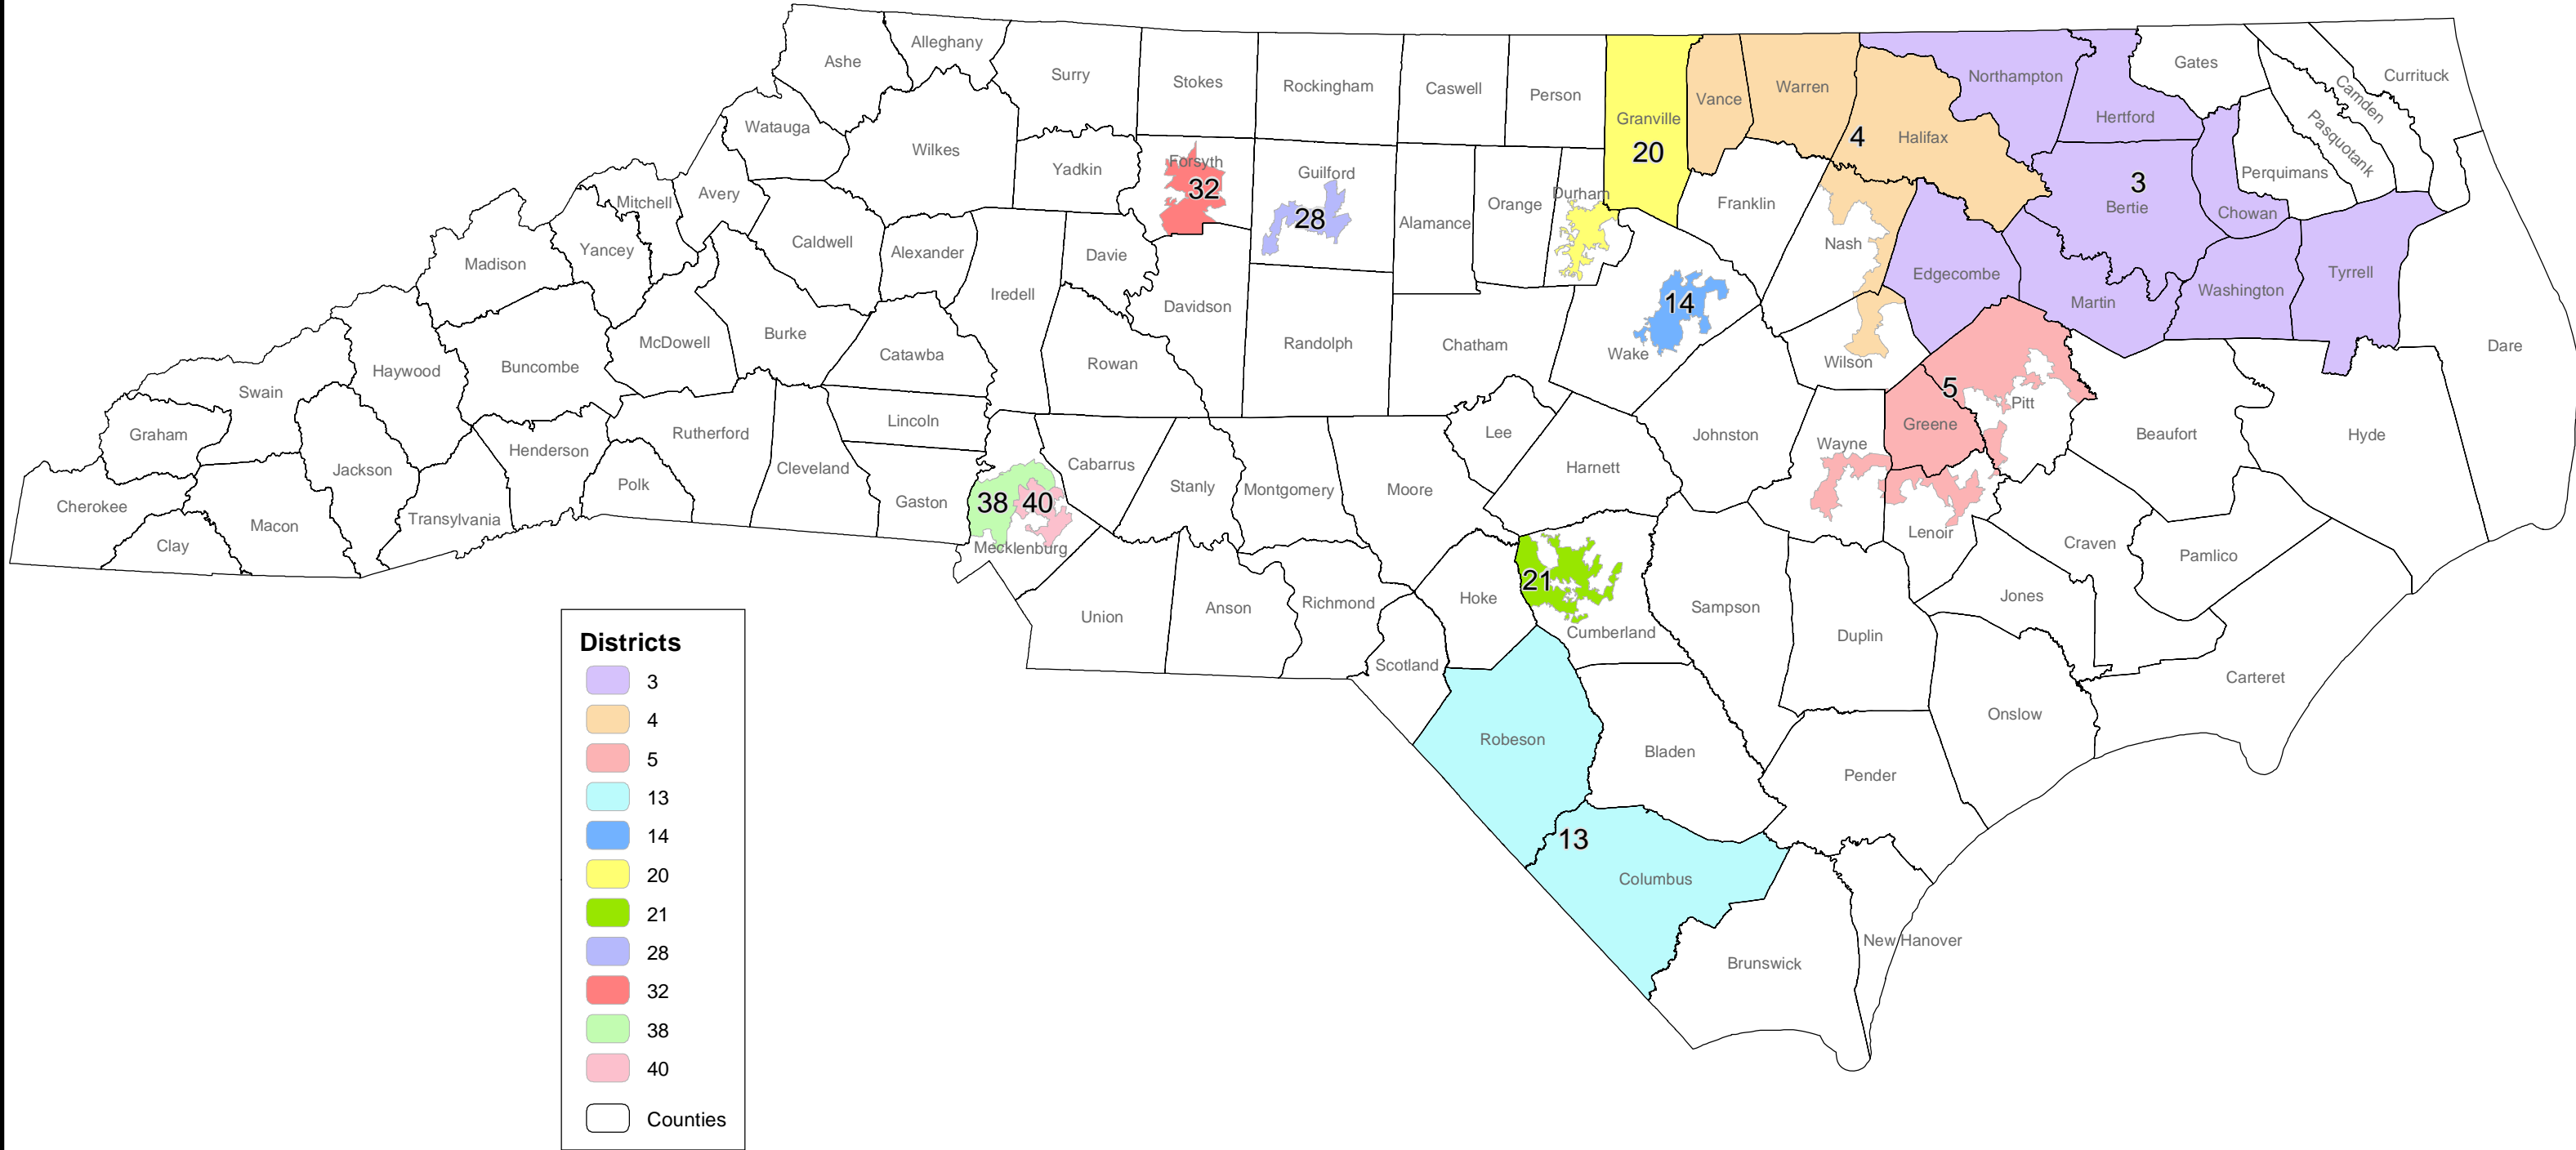 Ashe
Alleghany
Surry
Stokes
Rockingham
Caswell
Person
Granville
20
Vance
Warren
4
Halifax
Northampton
Hertford
Gates
Camden
Pasquotank
Currituck
Perquimans
3
Bertie
Chowan
Watauga
Wilkes
Yadkin
Forsyth
32
Guilford
28
Alamance
Orange
Durham
Franklin
Nash
Edgecombe
Martin
Washington
Tyrrell
Dare
Mitchell
Avery
Yancey
Madison
Caldwell
Alexander
Iredell
Davie
Davidson
Randolph
Chatham
14
Wake
Wilson
5
Pitt
Greene
Beaufort
Hyde
Swain
Haywood
Buncombe
McDowell
Burke
Catawba
Rowan
Graham
Jackson
Henderson
Rutherford
Polk
Cleveland
Lincoln
Gaston
Cabarrus
Stanly
Montgomery
Moore
Lee
Harnett
Johnston
Wayne
Lenoir
Craven
Pamlico
Cherokee
Clay
Macon
Transylvania
38
40
Mecklenburg
Union
Anson
Richmond
Scotland
Hoke
21
Cumberland
Sampson
Duplin
Jones
Onslow
Carteret
Robeson
Bladen
Pender
13
Columbus
Brunswick
New Hanover
Districts
3
4
5
13
14
20
21
28
32
38
40
Counties